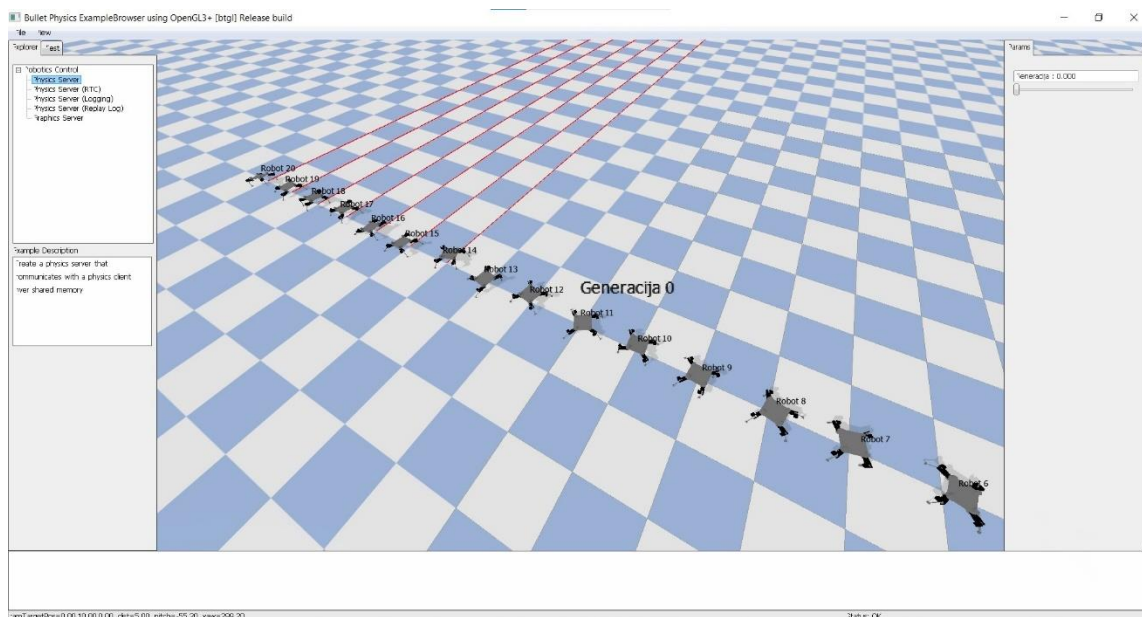 Bullet Physics ExampleBrowser using OpenGL3+ [btgl] Release build
File View
Explorer Test
Robotics Control
Physics Server
Physics Server (RTC)
Physics Server (Logging)
Physics Server (Replay Log)
Graphics Server
Example Description
Create a physics server that
communicates with a physics client
over shared memory
Params
Generacija : 0.000
Robot 20
Robot 19
Robot 18
Robot 17
Robot 16
Robot 15
Robot 14
Robot 13
Robot 12
Generacija 0
Robot 11
Robot 10
Robot 9
Robot 8
Robot 7
Robot 6
Status: OK